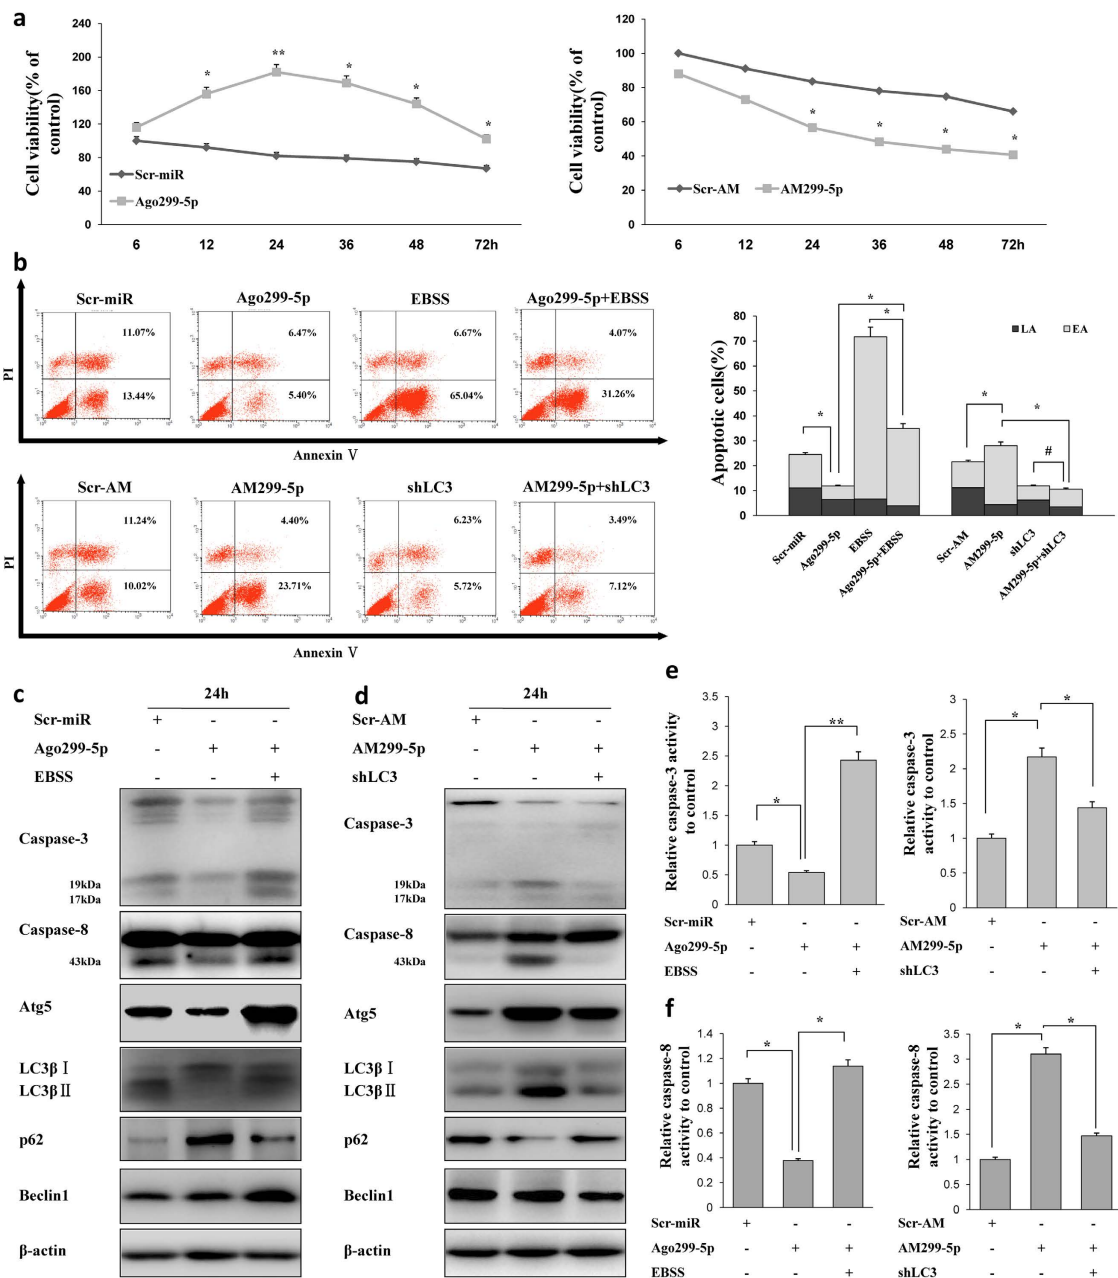 a
Cell viability(% of control)
240
200
160
120
80
40
0
* ** * * *
Scr-miR
Ago299-5p
6 12 24 36 48 72h
Cell viability(% of control)
120
100
80
60
40
20
0
* * * *
Scr-AM AM299-5p
6 12 24 36 48 72h
b
Scr-miR Ago299-5p EBSS Ago299-5p+EBSS
11.07% 6.47% 6.67% 4.07%
13.44% 5.40% 65.04% 31.26%
PI
Annexin Ⅴ
Scr-AM AM299-5p shLC3 AM299-5p+shLC3
11.24% 4.40% 6.23% 3.49%
10.02% 23.71% 5.72% 7.12%
PI
Annexin Ⅴ
Apoptotic cells(%)
80
70
60
50
40
30
20
10
0
LA EA
* * * * * #
Scr-miR Ago299-5p EBSS Ago299-5p+EBSS Scr-AM AM299-5p shLC3 AM299-5p+shLC3
c
24h
Scr-miR + - -
Ago299-5p - + +
EBSS - - +
Caspase-3
19kDa
17kDa
Caspase-8
43kDa
Atg5
LC3β Ⅰ
LC3β Ⅱ
p62
Beclin1
β-actin
d
24h
Scr-AM + - -
AM299-5p - + +
shLC3 - - +
Caspase-3
19kDa
17kDa
Caspase-8
43kDa
Atg5
LC3β Ⅰ
LC3β Ⅱ
p62
Beclin1
β-actin
e
Relative caspase-3 activity to control
3.5
3
2.5
2
1.5
1
0.5
0
* **
Scr-miR + - -
Ago299-5p - + +
EBSS - - +
Relative caspase-3 activity to control
3
2.5
2
1.5
1
0.5
0
* *
Scr-AM + - -
AM299-5p - + +
shLC3 - - +
f
Relative caspase-8 activity to control
1.4
1.2
1
0.8
0.6
0.4
0.2
0
* *
Scr-miR + - -
Ago299-5p - + +
EBSS - - +
Relative caspase-8 activity to control
3.5
3
2.5
2
1.5
1
0.5
0
* *
Scr-AM + - -
AM299-5p - + +
shLC3 - - +